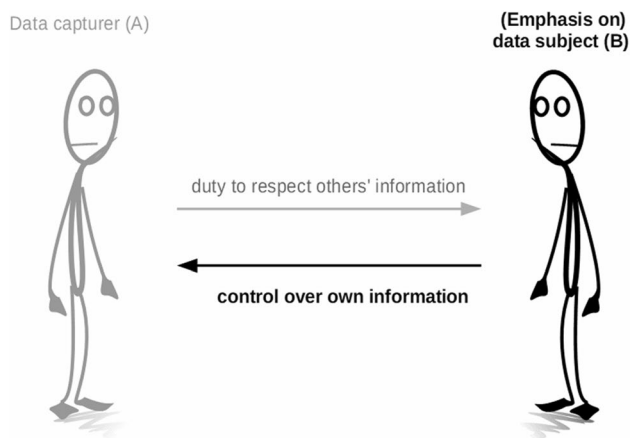 Data capturer (A)
(Emphasis on)
data subject (B)
duty to respect others' information
control over own information